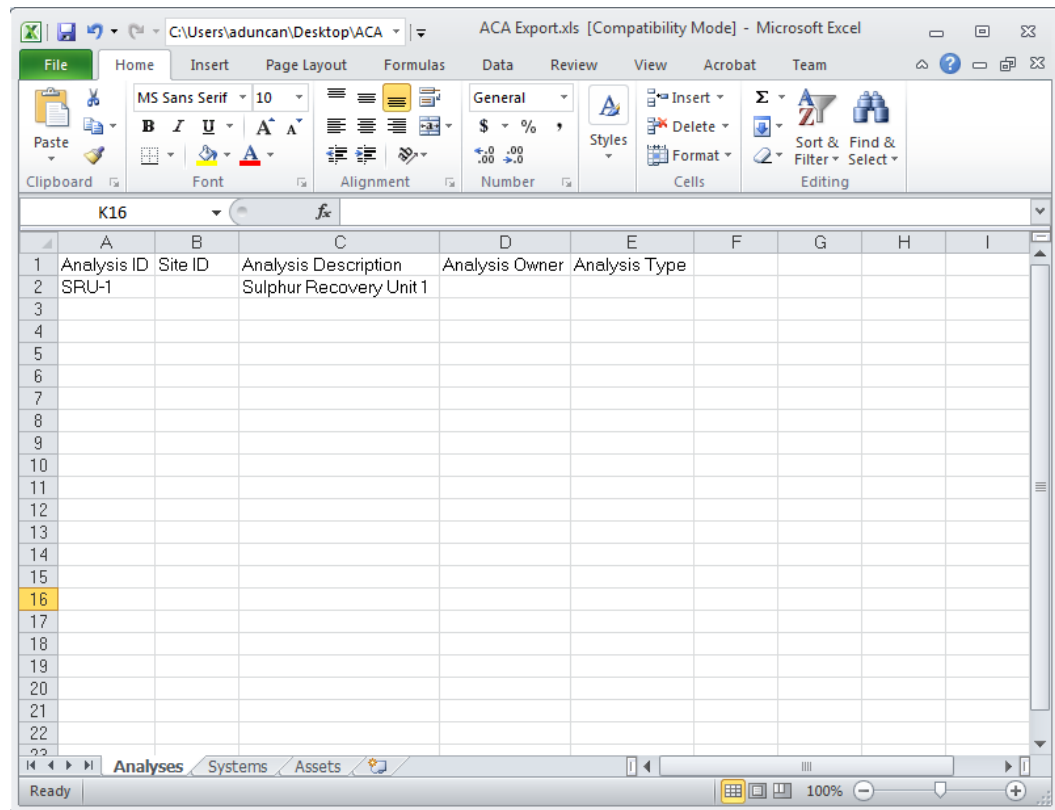 C:\Users\aduncan\Desktop\ACA ACA Export.xls [Compatibility Mode] - Microsoft Excel
File Home Insert Page Layout Formulas Data Review View Acrobat Team
MS Sans Serif 10 General Insert Σ
Paste B I U A A $ % , Styles Delete Sort & Find &
A .00 .0 Format Filter Select
Clipboard Font Alignment Number Cells Editing
K16 fx
A B C D E F G H I
1 Analysis ID Site ID Analysis Description Analysis Owner Analysis Type
2 SRU-1 Sulphur Recovery Unit 1
3
4
5
6
7
8
9
10
11
12
13
14
15
16
17
18
19
20
21
22
23
Analyses Systems Assets
Ready 100%